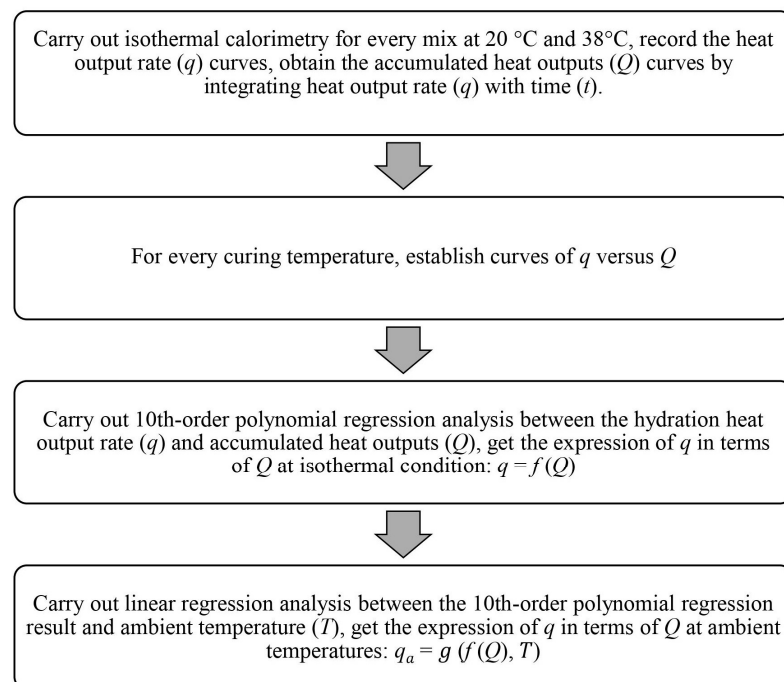 Carry out isothermal calorimetry for every mix at 20 °C and 38°C, record the heat
output rate (q) curves, obtain the accumulated heat outputs (Q) curves by
integrating heat output rate (q) with time (t).
For every curing temperature, establish curves of q versus Q
Carry out 10th-order polynomial regression analysis between the hydration heat
output rate (q) and accumulated heat outputs (Q), get the expression of q in terms
of Q at isothermal condition: q = f (Q)
Carry out linear regression analysis between the 10th-order polynomial regression
result and ambient temperature (T), get the expression of q in terms of Q at ambient
temperatures: qₐ = g (f(Q), T)